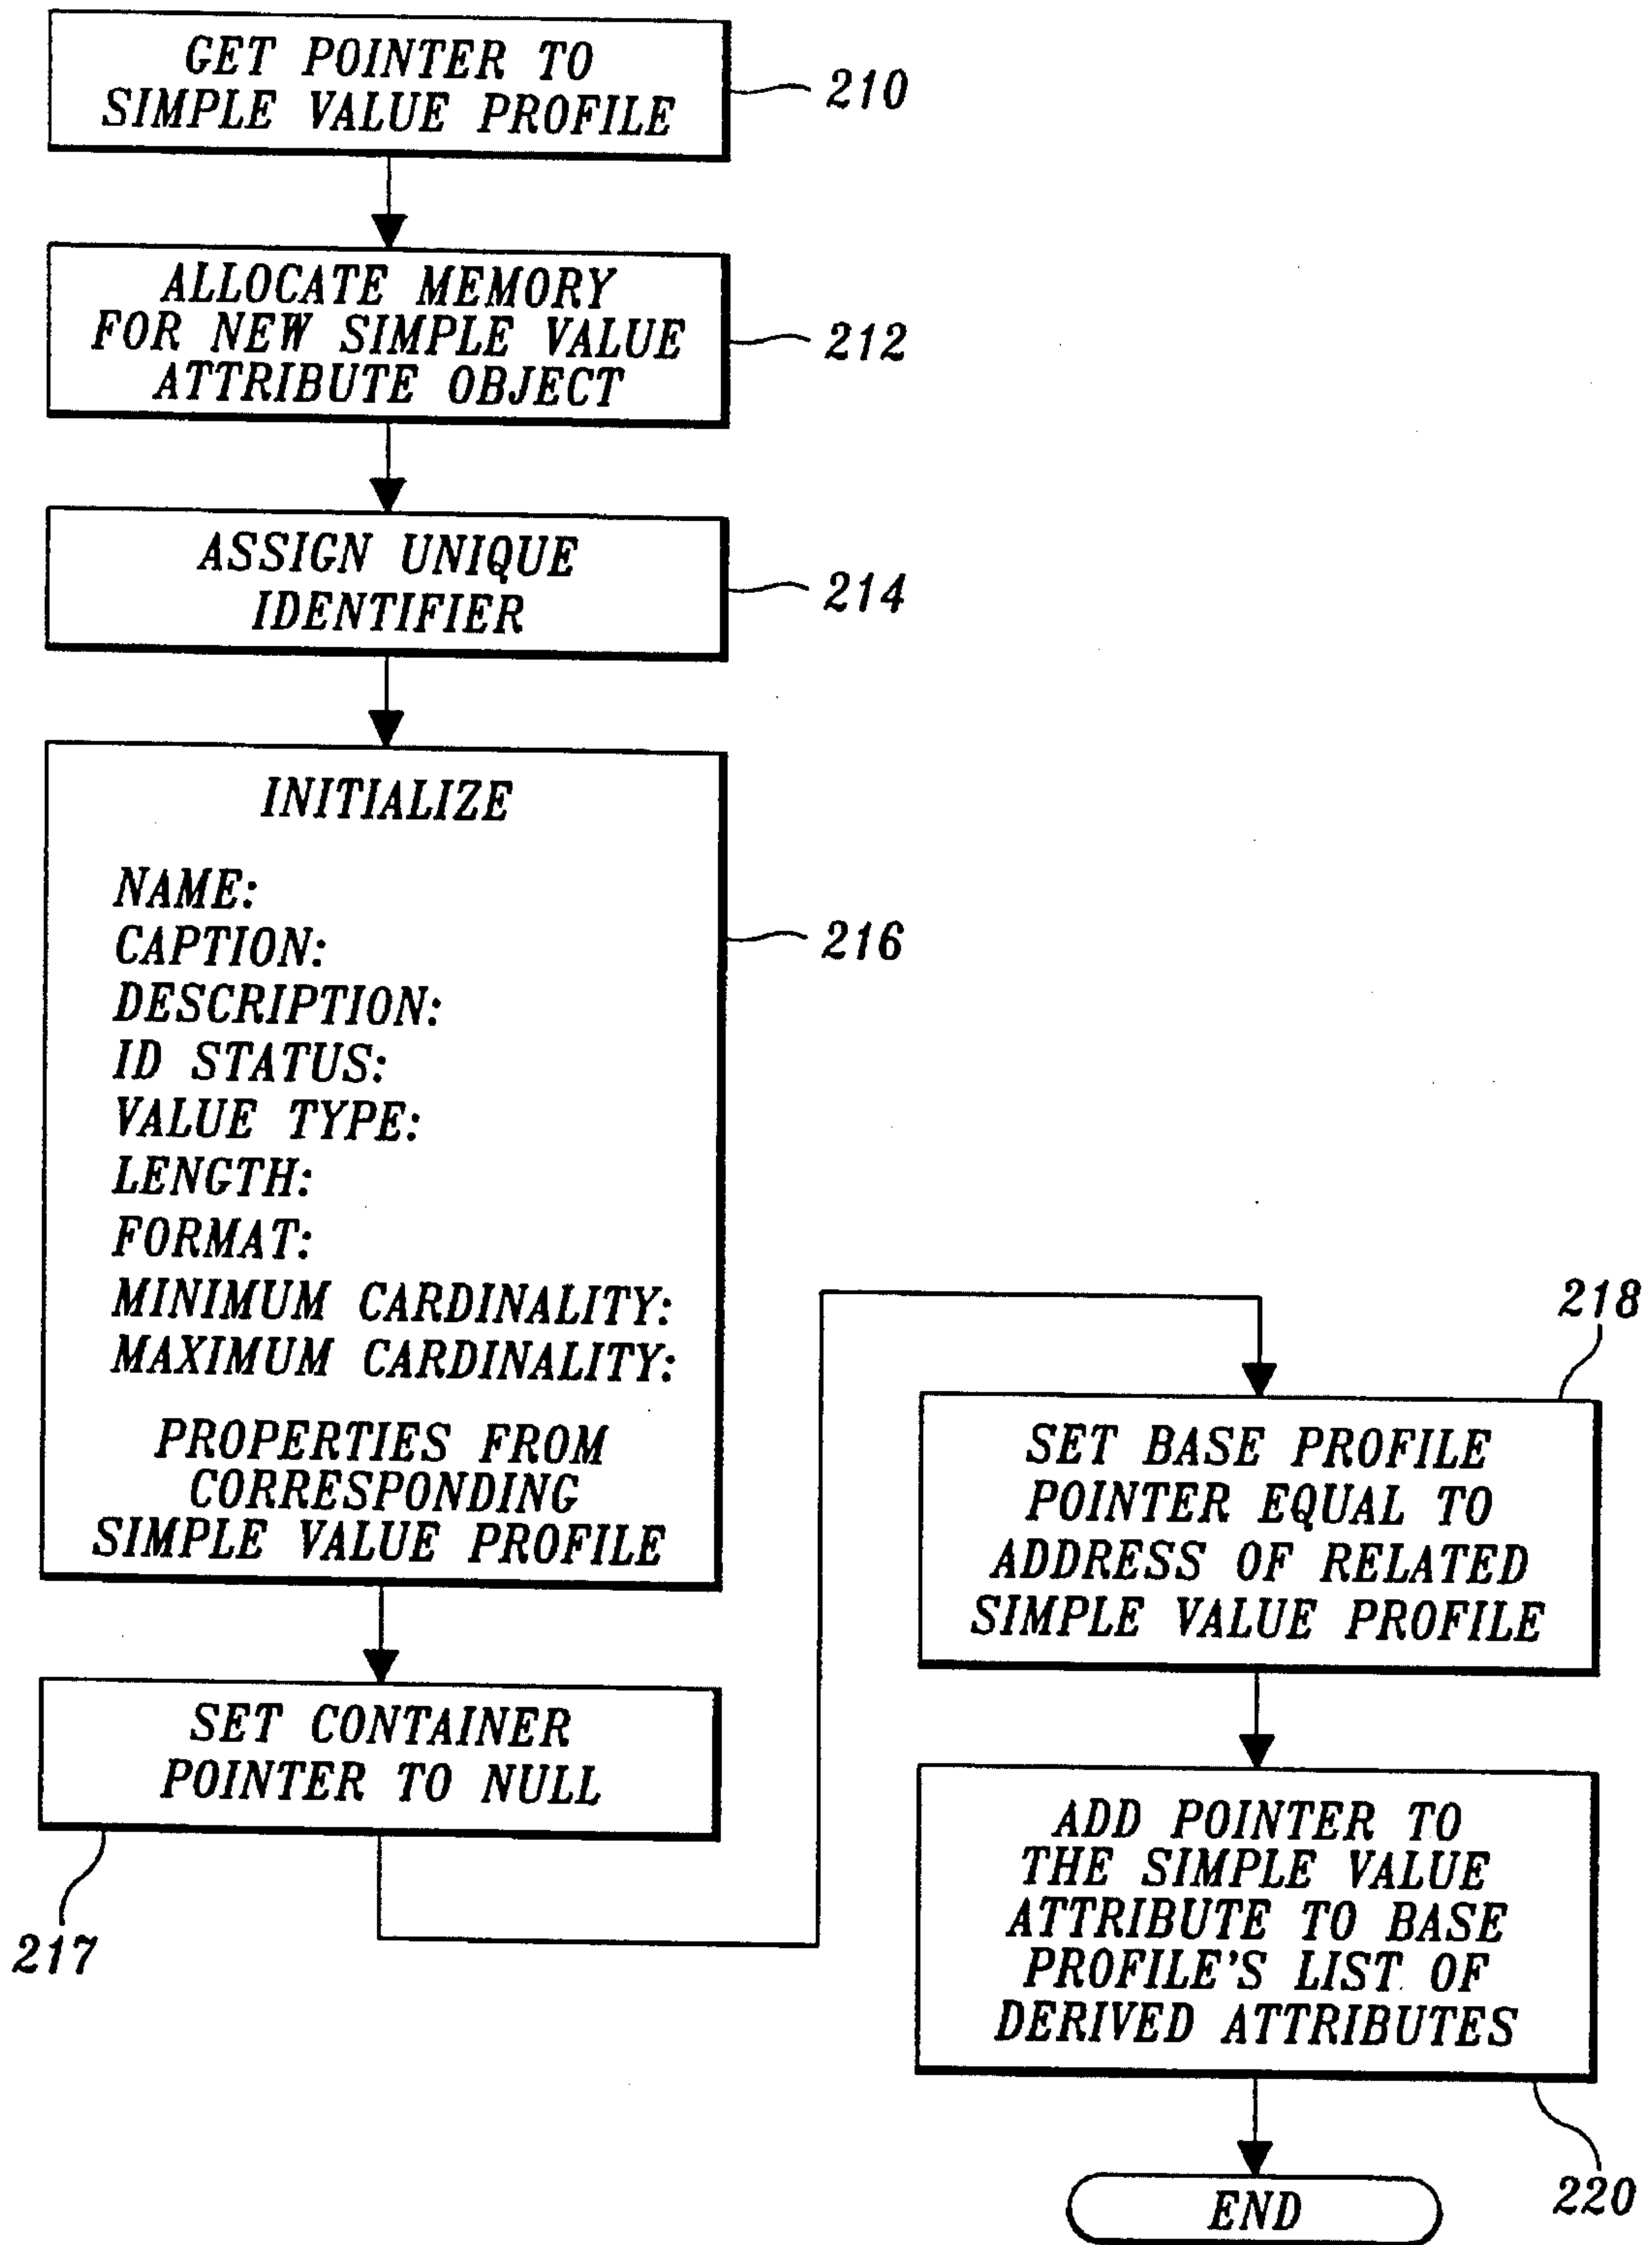 GET POINTER TO
SIMPLE VALUE PROFILE
210
ALLOCATE MEMORY
FOR NEW SIMPLE VALUE
ATTRIBUTE OBJECT
212
ASSIGN UNIQUE
IDENTIFIER
214
INITIALIZE
NAME:
CAPTION:
DESCRIPTION:
ID STATUS:
VALUE TYPE:
LENGTH:
FORMAT:
MINIMUM CARDINALITY:
MAXIMUM CARDINALITY:
PROPERTIES FROM
CORRESPONDING
SIMPLE VALUE PROFILE
216
SET CONTAINER
POINTER TO NULL
217
218
SET BASE PROFILE
POINTER EQUAL TO
ADDRESS OF RELATED
SIMPLE VALUE PROFILE
ADD POINTER TO
THE SIMPLE VALUE
ATTRIBUTE TO BASE
PROFILE'S LIST OF
DERIVED ATTRIBUTES
220
END